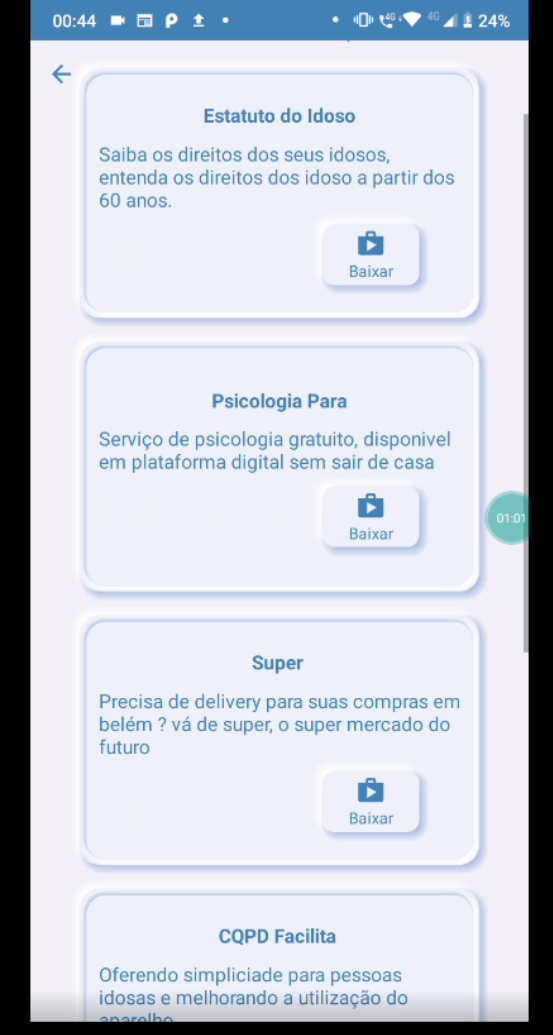 00:44
4G
4G
24%
Estatuto do Idoso
Saiba os direitos dos seus idosos,
entenda os direitos dos idoso a partir dos
60 anos.
Baixar
Psicologia Para
Serviço de psicologia gratuito, disponivel
em plataforma digital sem sair de casa
Baixar
01:01
Super
Precisa de delivery para suas compras em
belém ? vá de super, o super mercado do
futuro
Baixar
CQPD Facilita
Oferendo simpliciade para pessoas
idosas e melhorando a utilização do
aparelho